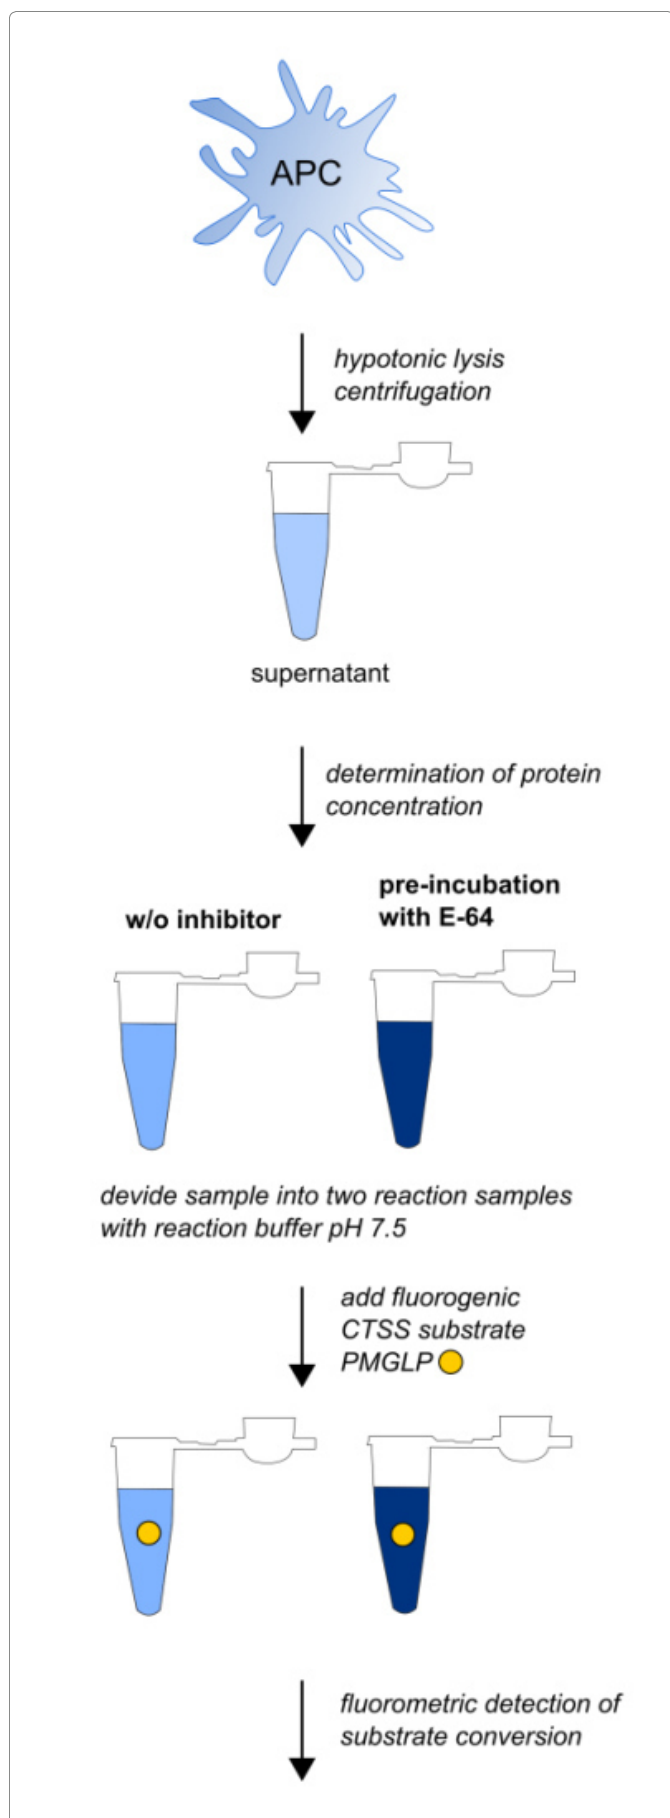 APC
hypotonic lysis
centrifugation
supernatant
determination of protein
concentration
w/o inhibitor
pre-incubation
with E-64
devide sample into two reaction samples
with reaction buffer pH 7.5
add fluorogenic
CTSS substrate
PMGLP
fluorometric detection of
substrate conversion